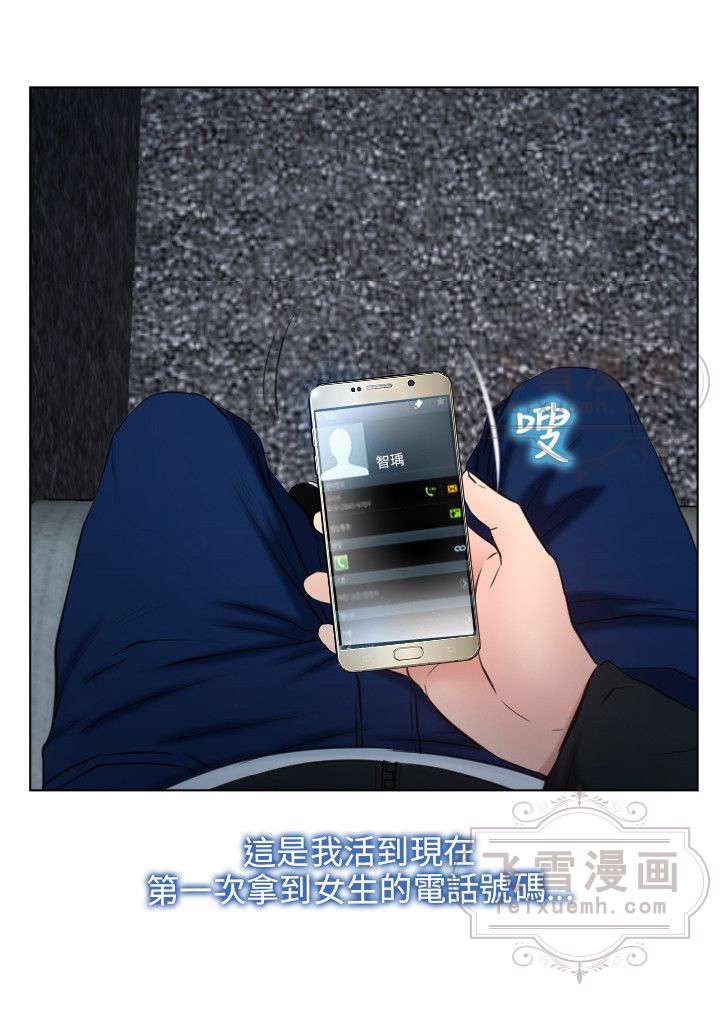 嗖
智瑀
這是我活到現在
第一次拿到女生的電話號碼...
飞雪漫画
feixuemh.com